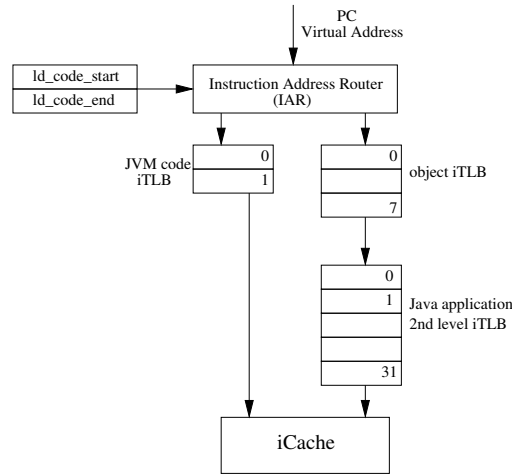 PC
Virtual Address
ld_code_start
ld_code_end
Instruction Address Router
(IAR)
JVM code
iTLB
0
1
0
7
object iTLB
0
1
31
Java application
2nd level iTLB
iCache